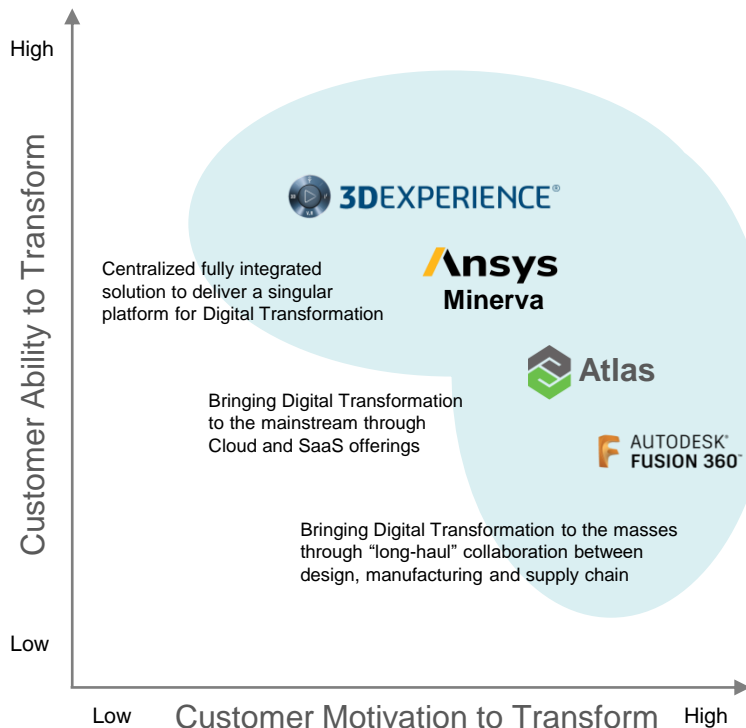 High
Customer Ability to Transform
3DEXPERIENCE®
Ansys
Minerva
Centralized fully integrated
solution to deliver a singular
platform for Digital Transformation
Atlas
Bringing Digital Transformation
to the mainstream through
Cloud and SaaS offerings
AUTODESK®
FUSION 360™
Bringing Digital Transformation to the masses
through “long-haul” collaboration between
design, manufacturing and supply chain
Low
Low
Customer Motivation to Transform
High